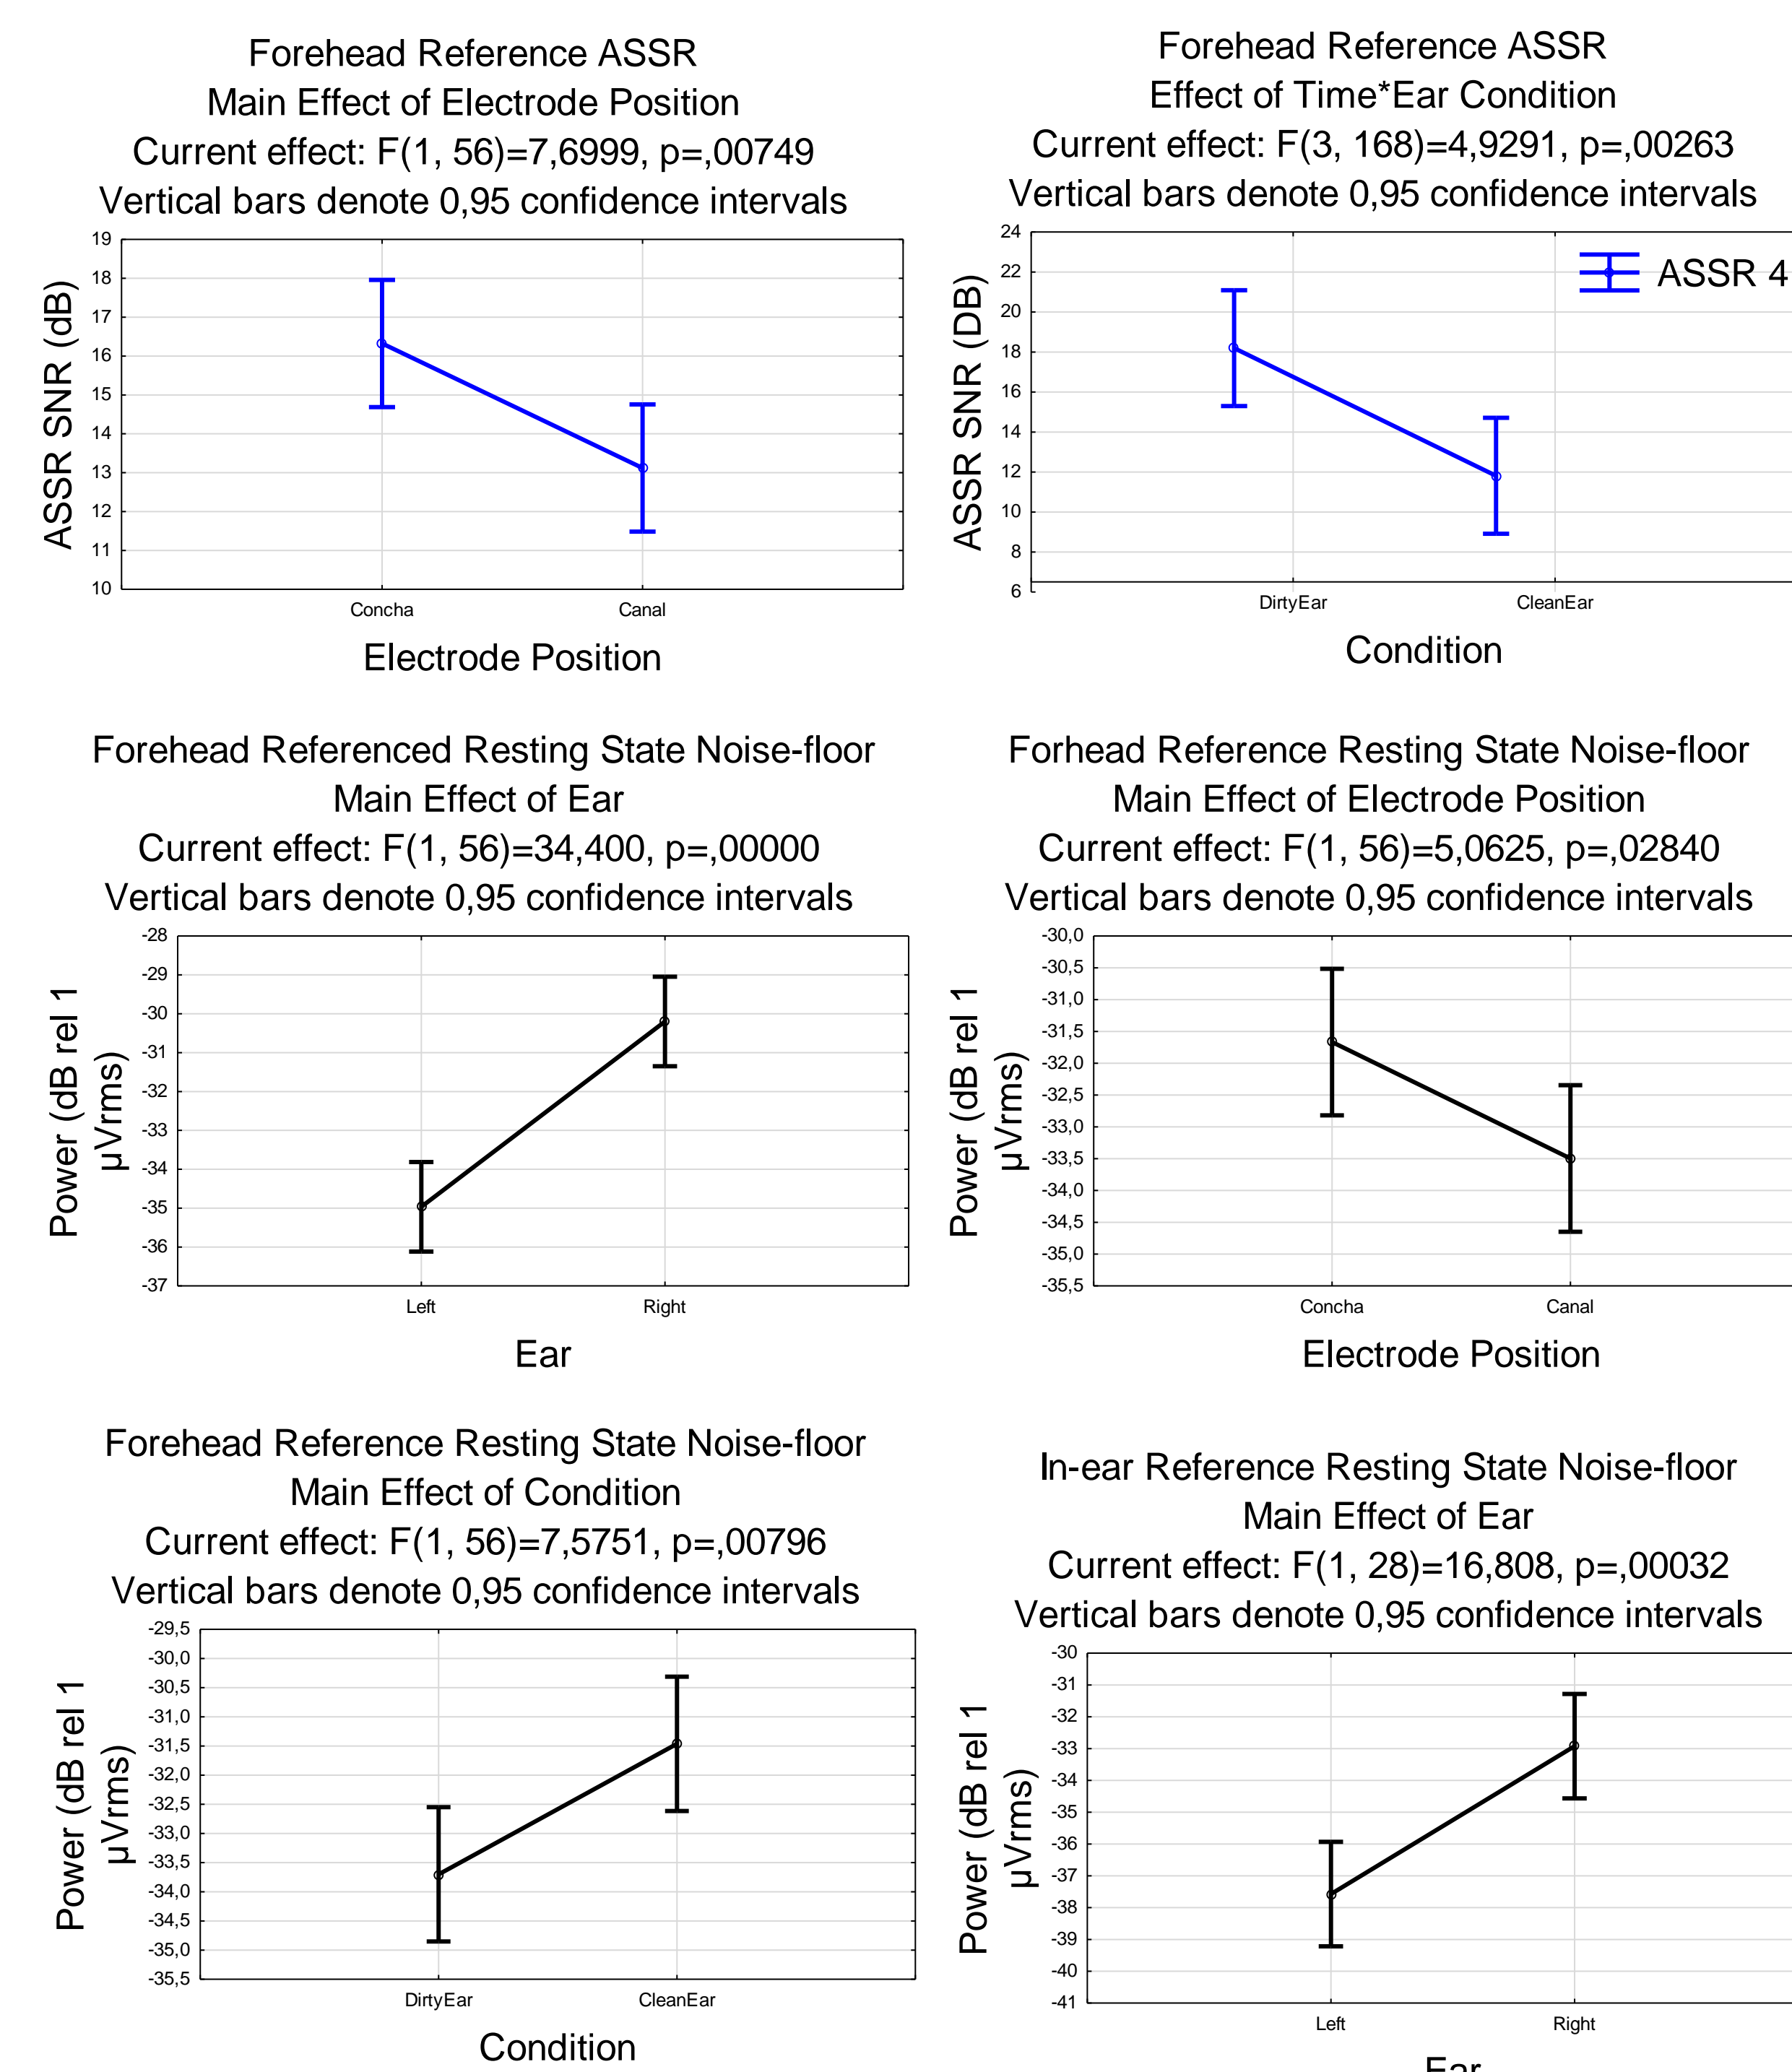 Forehead Reference ASSR
Main Effect of Electrode Position
Current effect: F(1, 56)=7,6999, p=,00749
Vertical bars denote 0,95 confidence intervals
19
18
17
16
15
14
13
12
11
10
ASSR SNR (dB)
Concha
Canal
Electrode Position
Forehead Reference ASSR
Effect of Time*Ear Condition
Current effect: F(3, 168)=4,9291, p=,00263
Vertical bars denote 0,95 confidence intervals
24
22
20
18
16
14
12
10
8
6
ASSR SNR (DB)
ASSR 4
DirtyEar
CleanEar
Condition
Forehead Referenced Resting State Noise-floor
Main Effect of Ear
Current effect: F(1, 56)=34,400, p=,00000
Vertical bars denote 0,95 confidence intervals
-28
-29
-30
-31
-32
-33
-34
-35
-36
-37
Power (dB rel 1
µVrms)
Left
Right
Ear
Forhead Reference Resting State Noise-floor
Main Effect of Electrode Position
Current effect: F(1, 56)=5,0625, p=,02840
Vertical bars denote 0,95 confidence intervals
-30,0
-30,5
-31,0
-31,5
-32,0
-32,5
-33,0
-33,5
-34,0
-34,5
-35,0
-35,5
Power (dB rel 1
µVrms)
Concha
Canal
Electrode Position
Forehead Reference Resting State Noise-floor
Main Effect of Condition
Current effect: F(1, 56)=7,5751, p=,00796
Vertical bars denote 0,95 confidence intervals
-29,5
-30,0
-30,5
-31,0
-31,5
-32,0
-32,5
-33,0
-33,5
-34,0
-34,5
-35,0
-35,5
Power (dB rel 1
µVrms)
DirtyEar
CleanEar
Condition
In-ear Reference Resting State Noise-floor
Main Effect of Ear
Current effect: F(1, 28)=16,808, p=,00032
Vertical bars denote 0,95 confidence intervals
-30
-31
-32
-33
-34
-35
-36
-37
-38
-39
-40
-41
Power (dB rel 1
µVrms)
Left
Right
Ear